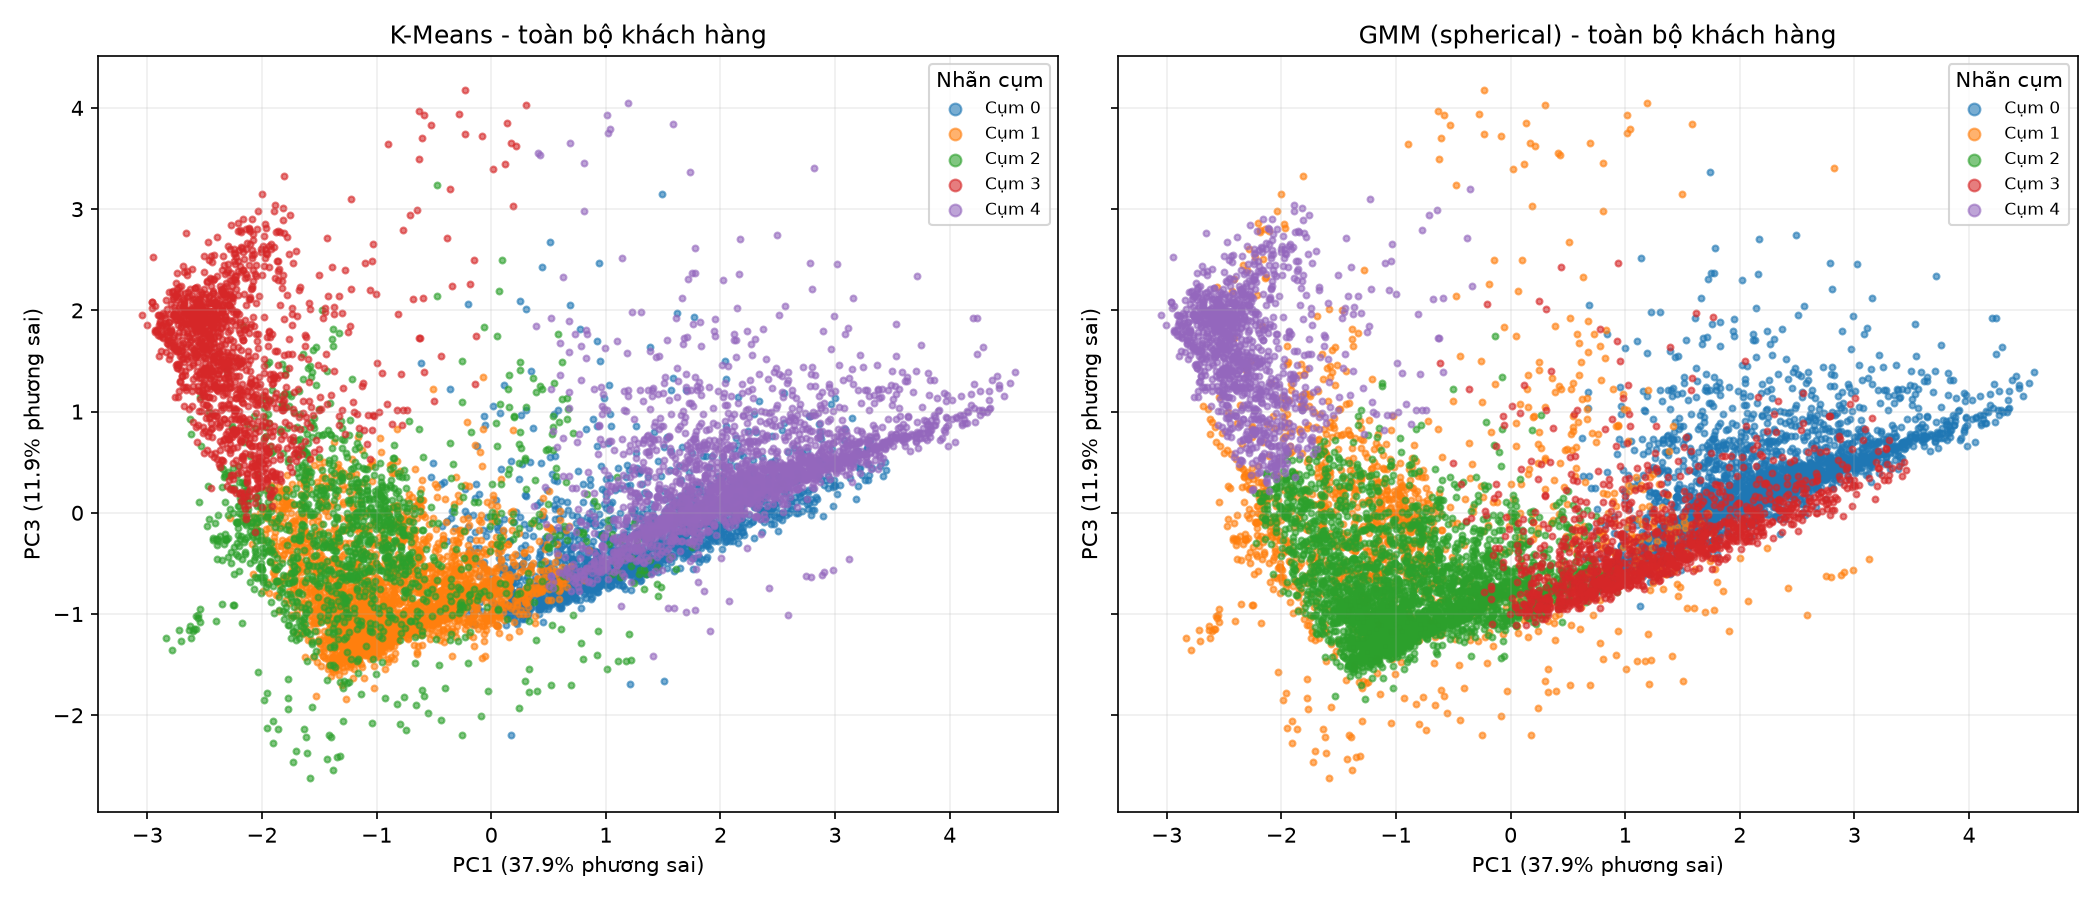 K-Means - toàn bộ khách hàng
Nhãn cụm
Cụm 0
Cụm 1
Cụm 2
Cụm 3
Cụm 4
4
3
2
1
0
−1
−2
PC3 (11.9% phương sai)
−3 −2 −1 0 1 2 3 4
PC1 (37.9% phương sai)
GMM (spherical) - toàn bộ khách hàng
Nhãn cụm
Cụm 0
Cụm 1
Cụm 2
Cụm 3
Cụm 4
PC3 (11.9% phương sai)
−3 −2 −1 0 1 2 3 4
PC1 (37.9% phương sai)